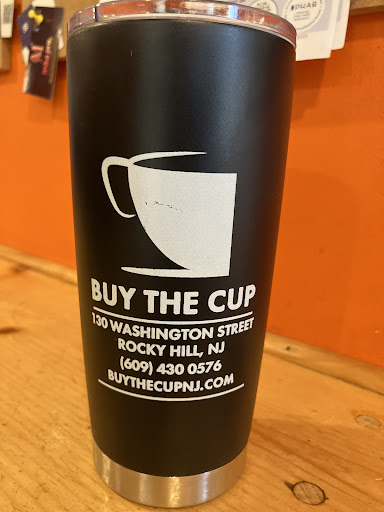 BUY THE CUP
130 WASHINGTON STREET
ROCKY HILL, NJ
(609) 430 0576
BUYTHECUPNJ.COM